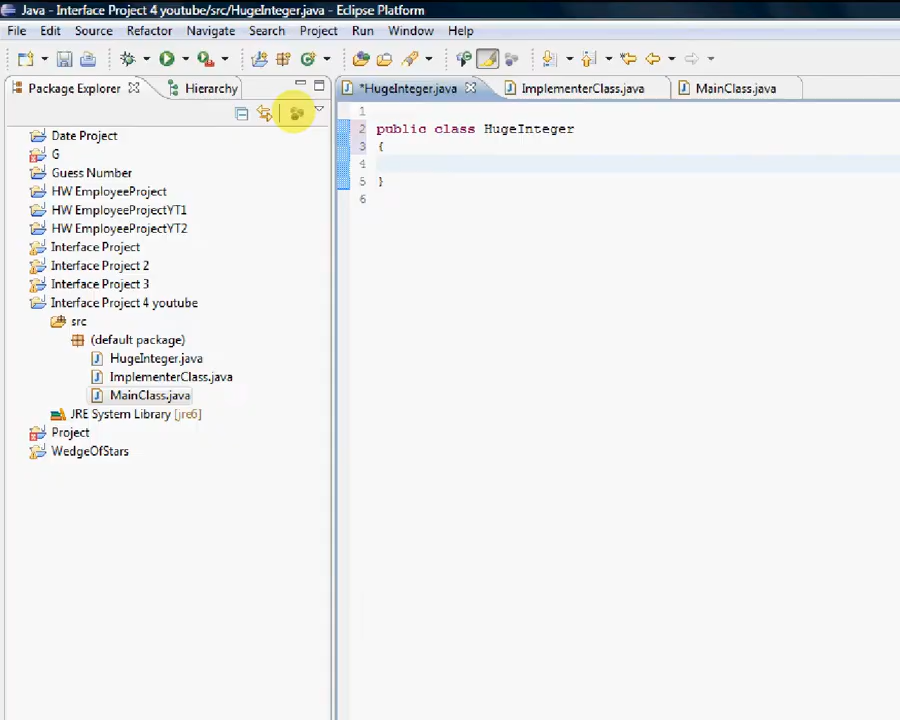 Java - Interface Project 4 youtube/src/HugeInteger.java - Eclipse Platform
File Edit Source Refactor Navigate Search Project Run Window Help
Package Explorer Hierarchy
*HugeInteger.java ImplementerClass.java MainClass.java
Date Project
G
Guess Number
HW EmployeeProject
HW EmployeeProjectYT1
HW EmployeeProjectYT2
Interface Project
Interface Project 2
Interface Project 3
Interface Project 4 youtube
src
(default package)
HugeInteger.java
ImplementerClass.java
MainClass.java
JRE System Library [jre6]
Project
WedgeOfStars
1
2 public class HugeInteger
3 {
4
5 }
6